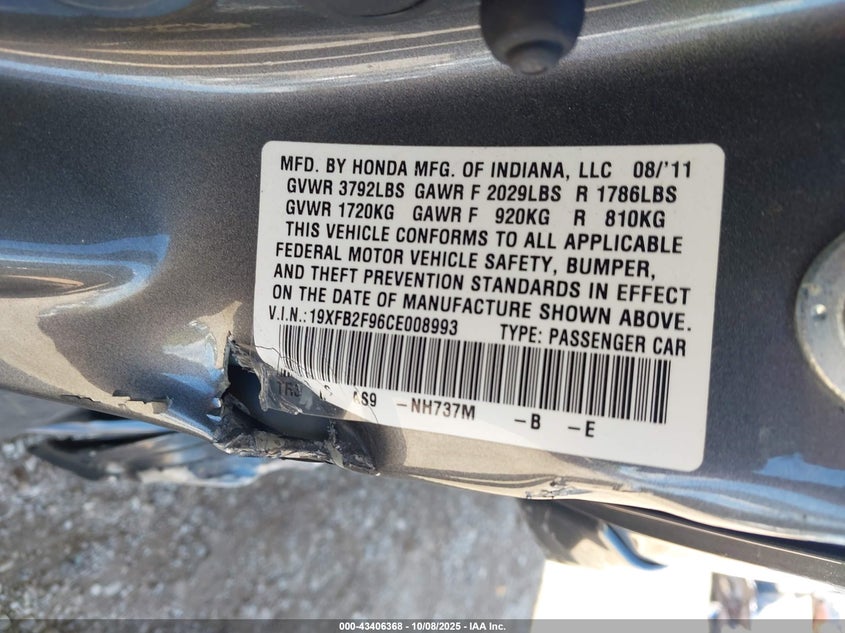 MFD. BY HONDA MFG. OF INDIANA, LLC 08/'11
GVWR 3792LBS GAWR F 2029LBS R 1786LBS
GVWR 1720KG GAWR F 920KG R 810KG
THIS VEHICLE CONFORMS TO ALL APPLICABLE
FEDERAL MOTOR VEHICLE SAFETY, BUMPER,
AND THEFT PREVENTION STANDARDS IN EFFECT
ON THE DATE OF MANUFACTURE SHOWN ABOVE.
V.I.N.: 19XFB2F96CE008993 TYPE: PASSENGER CAR
-NH737M -B -E
000-43406368 | 10/08/2025 | IAA Inc.